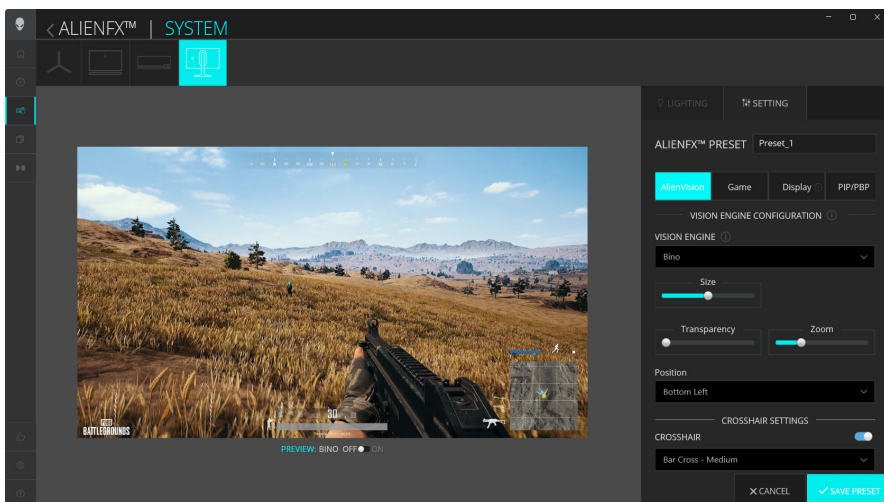 ALIENFX™ | SYSTEM
LIGHTING
SETTING
ALIENFX™ PRESET Preset_1
AlienVision Game Display PIP/PBP
VISION ENGINE CONFIGURATION
VISION ENGINE
Bino
Size
Transparency Zoom
Position
Bottom Left
CROSSHAIR SETTINGS
CROSSHAIR
Bar Cross - Medium
CANCEL SAVE PRESET
30
PUBG
BATTLEGROUNDS
PREVIEW: BINO OFF ON